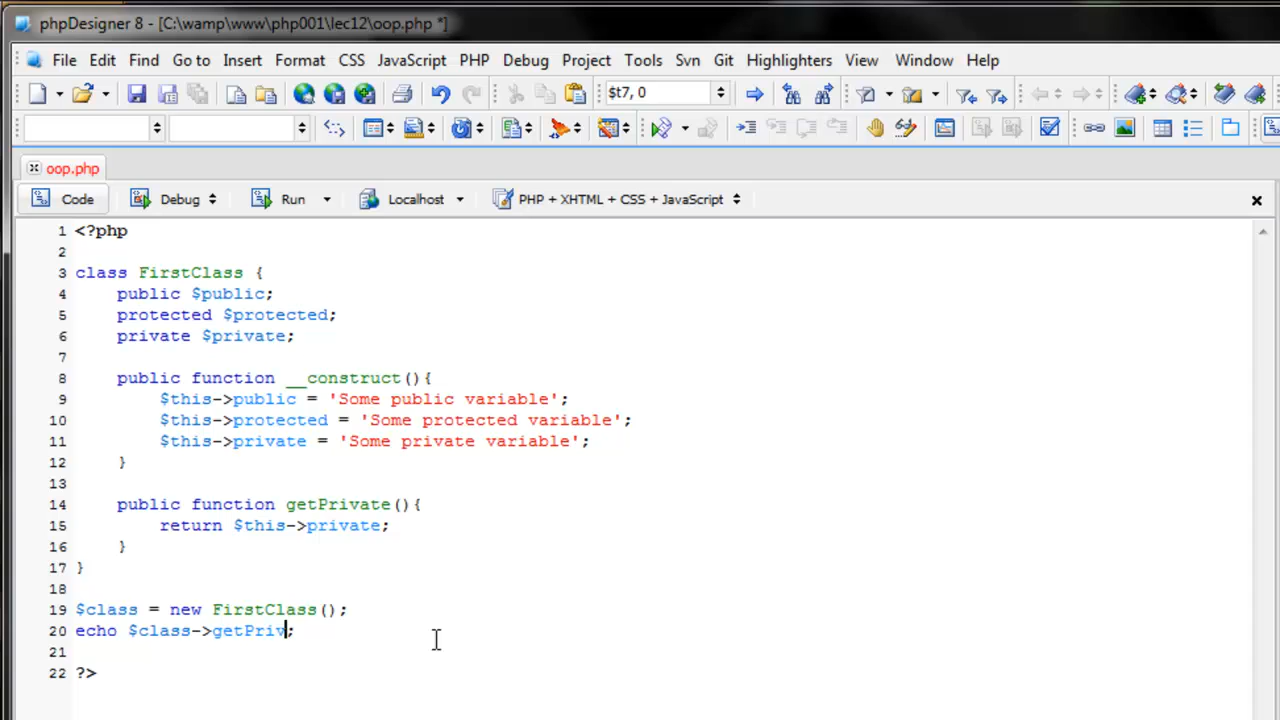 phpDesigner 8 - [C:\wamp\www\php001\lec12\oop.php *]
File Edit Find Go to Insert Format CSS JavaScript PHP Debug Project Tools Svn Git Highlighters View Window Help
$t7, 0
oop.php
Code Debug Run Localhost PHP + XHTML + CSS + JavaScript
1 <?php
2
3 class FirstClass {
4     public $public;
5     protected $protected;
6     private $private;
7
8     public function __construct(){
9         $this->public = 'Some public variable';
10         $this->protected = 'Some protected variable';
11         $this->private = 'Some private variable';
12     }
13
14     public function getPrivate(){
15         return $this->private;
16     }
17 }
18
19 $class = new FirstClass();
20 echo $class->getPriv;
21
22 ?>